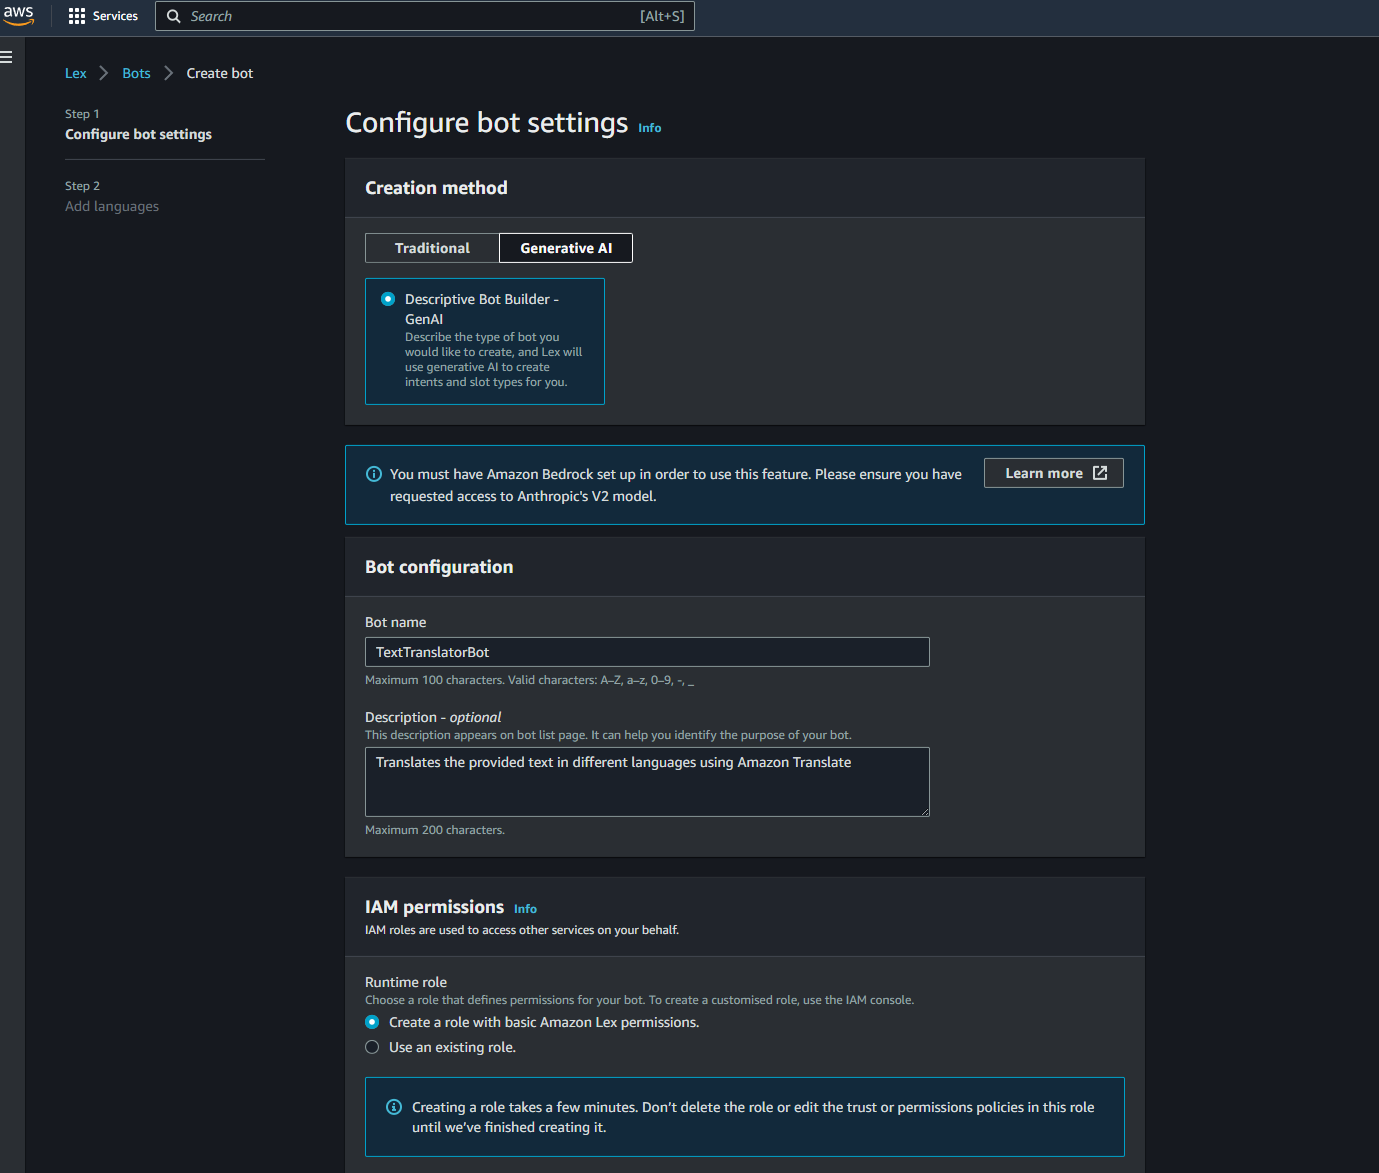 aws
Services
Search
[Alt+S]
Lex
Bots
Create bot
Step 1
Configure bot settings
Step 2
Add languages
Configure bot settings Info
Creation method
Traditional
Generative AI
Descriptive Bot Builder -
GenAI
Describe the type of bot you
would like to create, and Lex will
use generative AI to create
intents and slot types for you.
You must have Amazon Bedrock set up in order to use this feature. Please ensure you have
requested access to Anthropic's V2 model.
Learn more
Bot configuration
Bot name
TextTranslatorBot
Maximum 100 characters. Valid characters: A–Z, a–z, 0–9, -, _
Description - optional
This description appears on bot list page. It can help you identify the purpose of your bot.
Translates the provided text in different languages using Amazon Translate
Maximum 200 characters.
IAM permissions Info
IAM roles are used to access other services on your behalf.
Runtime role
Choose a role that defines permissions for your bot. To create a customised role, use the IAM console.
Create a role with basic Amazon Lex permissions.
Use an existing role.
Creating a role takes a few minutes. Don’t delete the role or edit the trust or permissions policies in this role
until we’ve finished creating it.